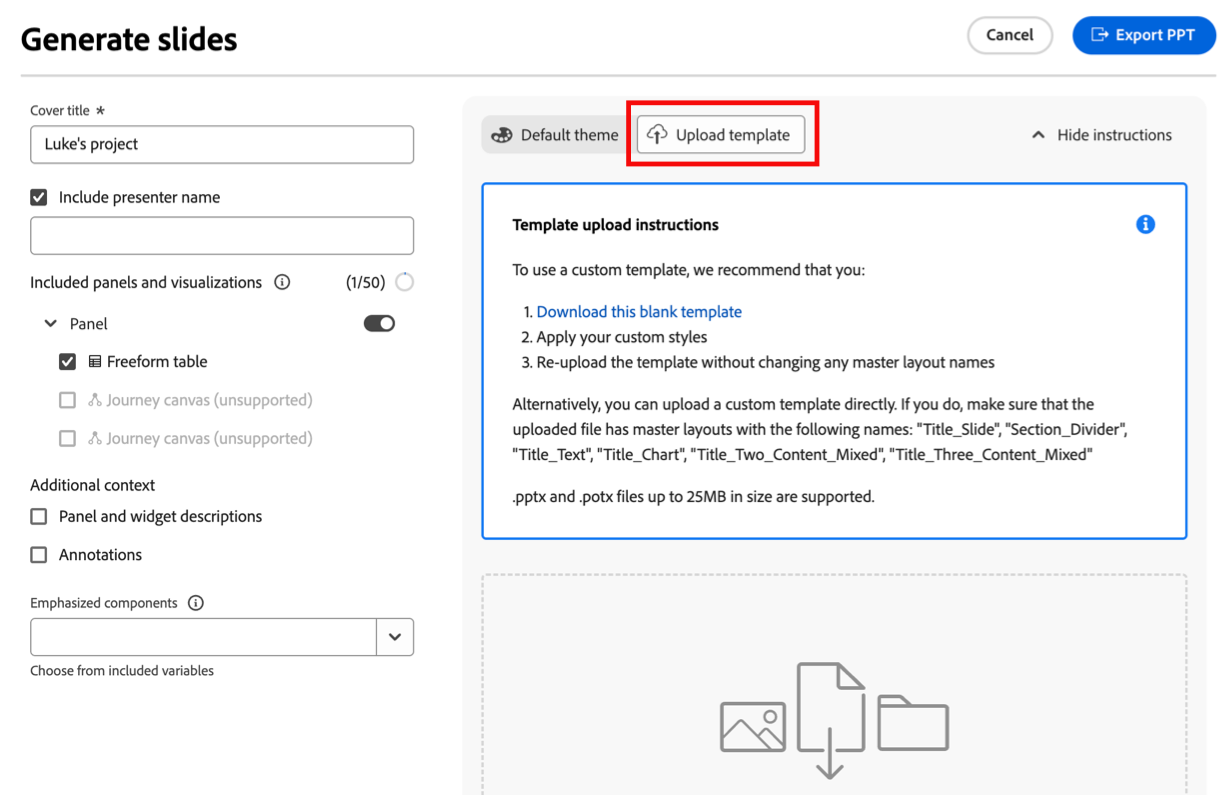 Generate slides
Cancel
Export PPT
Cover title *
Luke's project
Include presenter name
Included panels and visualizations (1/50)
Panel
Freeform table
Journey canvas (unsupported)
Journey canvas (unsupported)
Additional context
Panel and widget descriptions
Annotations
Emphasized components
Choose from included variables
Default theme
Upload template
Hide instructions
Template upload instructions
To use a custom template, we recommend that you:
1. Download this blank template
2. Apply your custom styles
3. Re-upload the template without changing any master layout names
Alternatively, you can upload a custom template directly. If you do, make sure that the
uploaded file has master layouts with the following names: "Title_Slide", "Section_Divider",
"Title_Text", "Title_Chart", "Title_Two_Content_Mixed", "Title_Three_Content_Mixed"
.pptx and .potx files up to 25MB in size are supported.